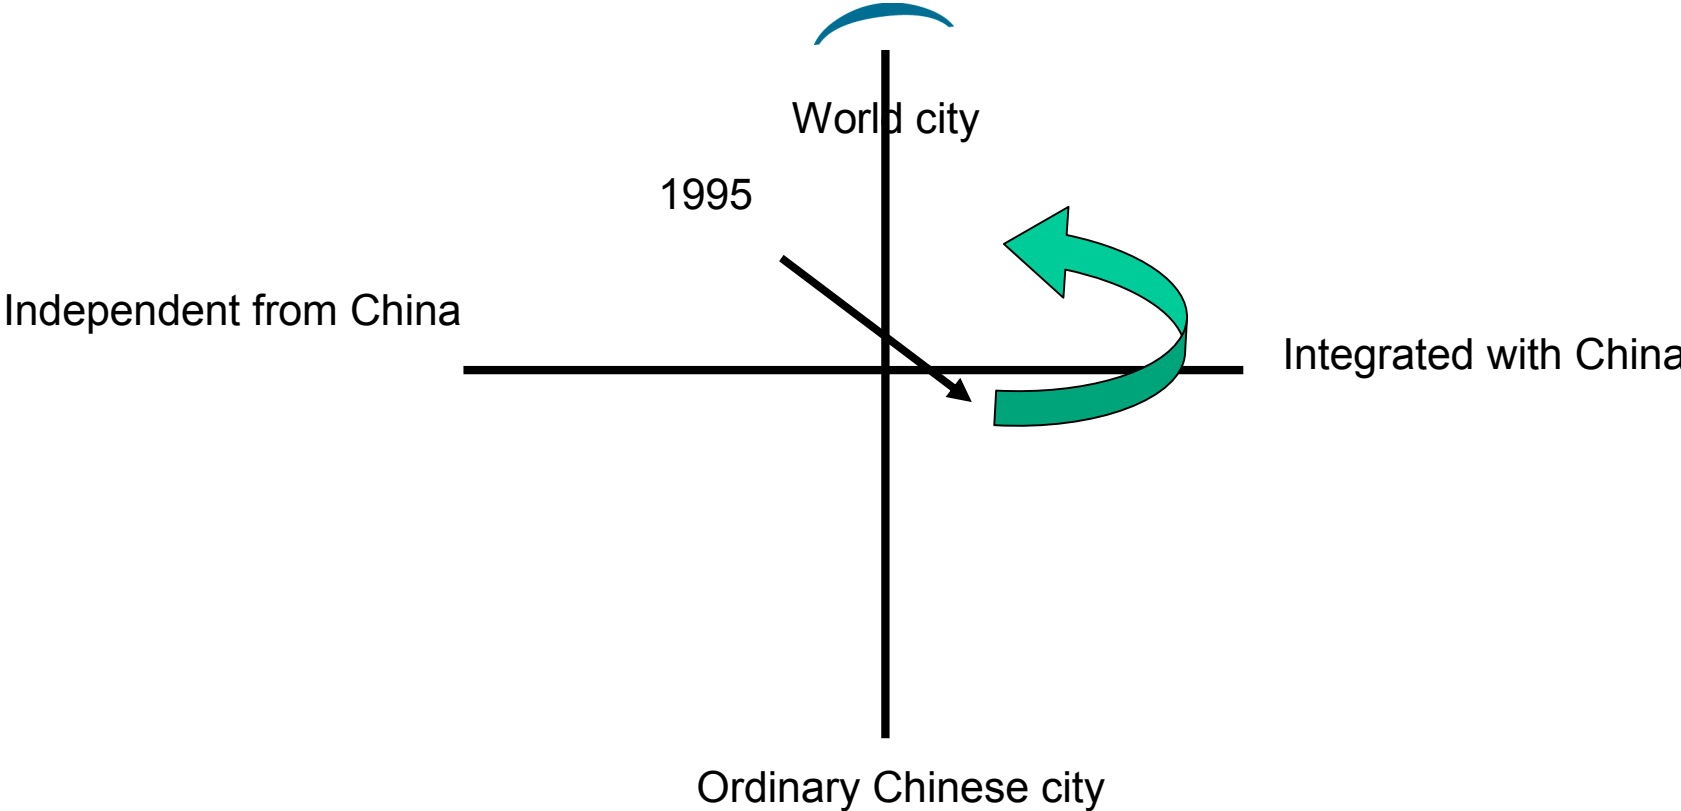 World city
1995
Independent from China
Integrated with China
Ordinary Chinese city